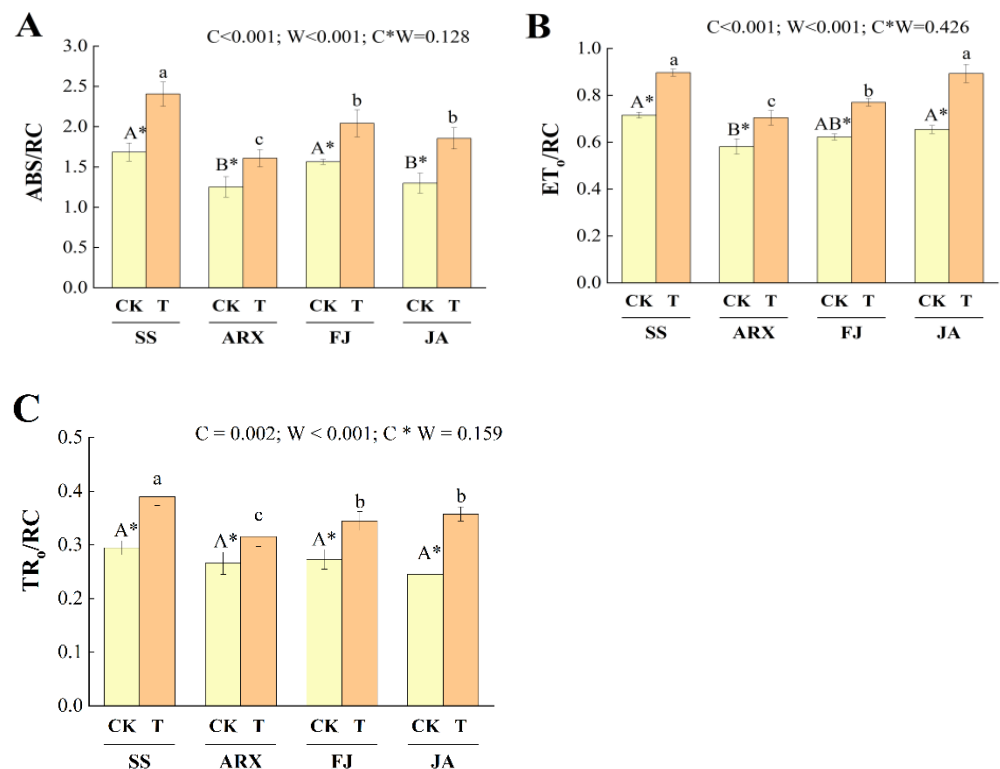 A
C<0.001; W<0.001; C*W=0.128
ABS/RC
3.0
2.5
2.0
1.5
1.0
0.5
0.0
A* a B* c A* b B* b
CK T CK T CK T CK T
SS ARX FJ JA
B
C<0.001; W<0.001; C*W=0.426
ETo/RC
1.0
0.8
0.6
0.4
0.2
0.0
A* a B* c AB* b A* a
CK T CK T CK T CK T
SS ARX FJ JA
C
C = 0.002; W < 0.001; C * W = 0.159
TRo/RC
0.5
0.4
0.3
0.2
0.1
0.0
A* a A* c A* b A* b
CK T CK T CK T CK T
SS ARX FJ JA